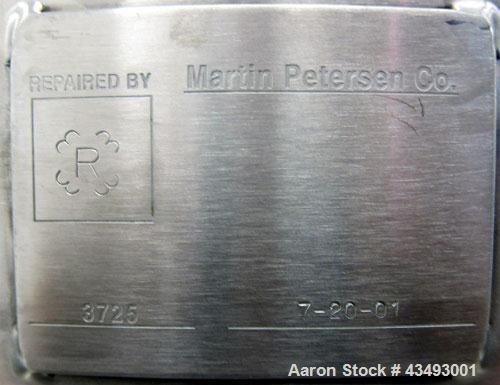 REPAIRED BY Martin Petersen Co.
R
3725 7-20-01
Aaron Stock # 43493001